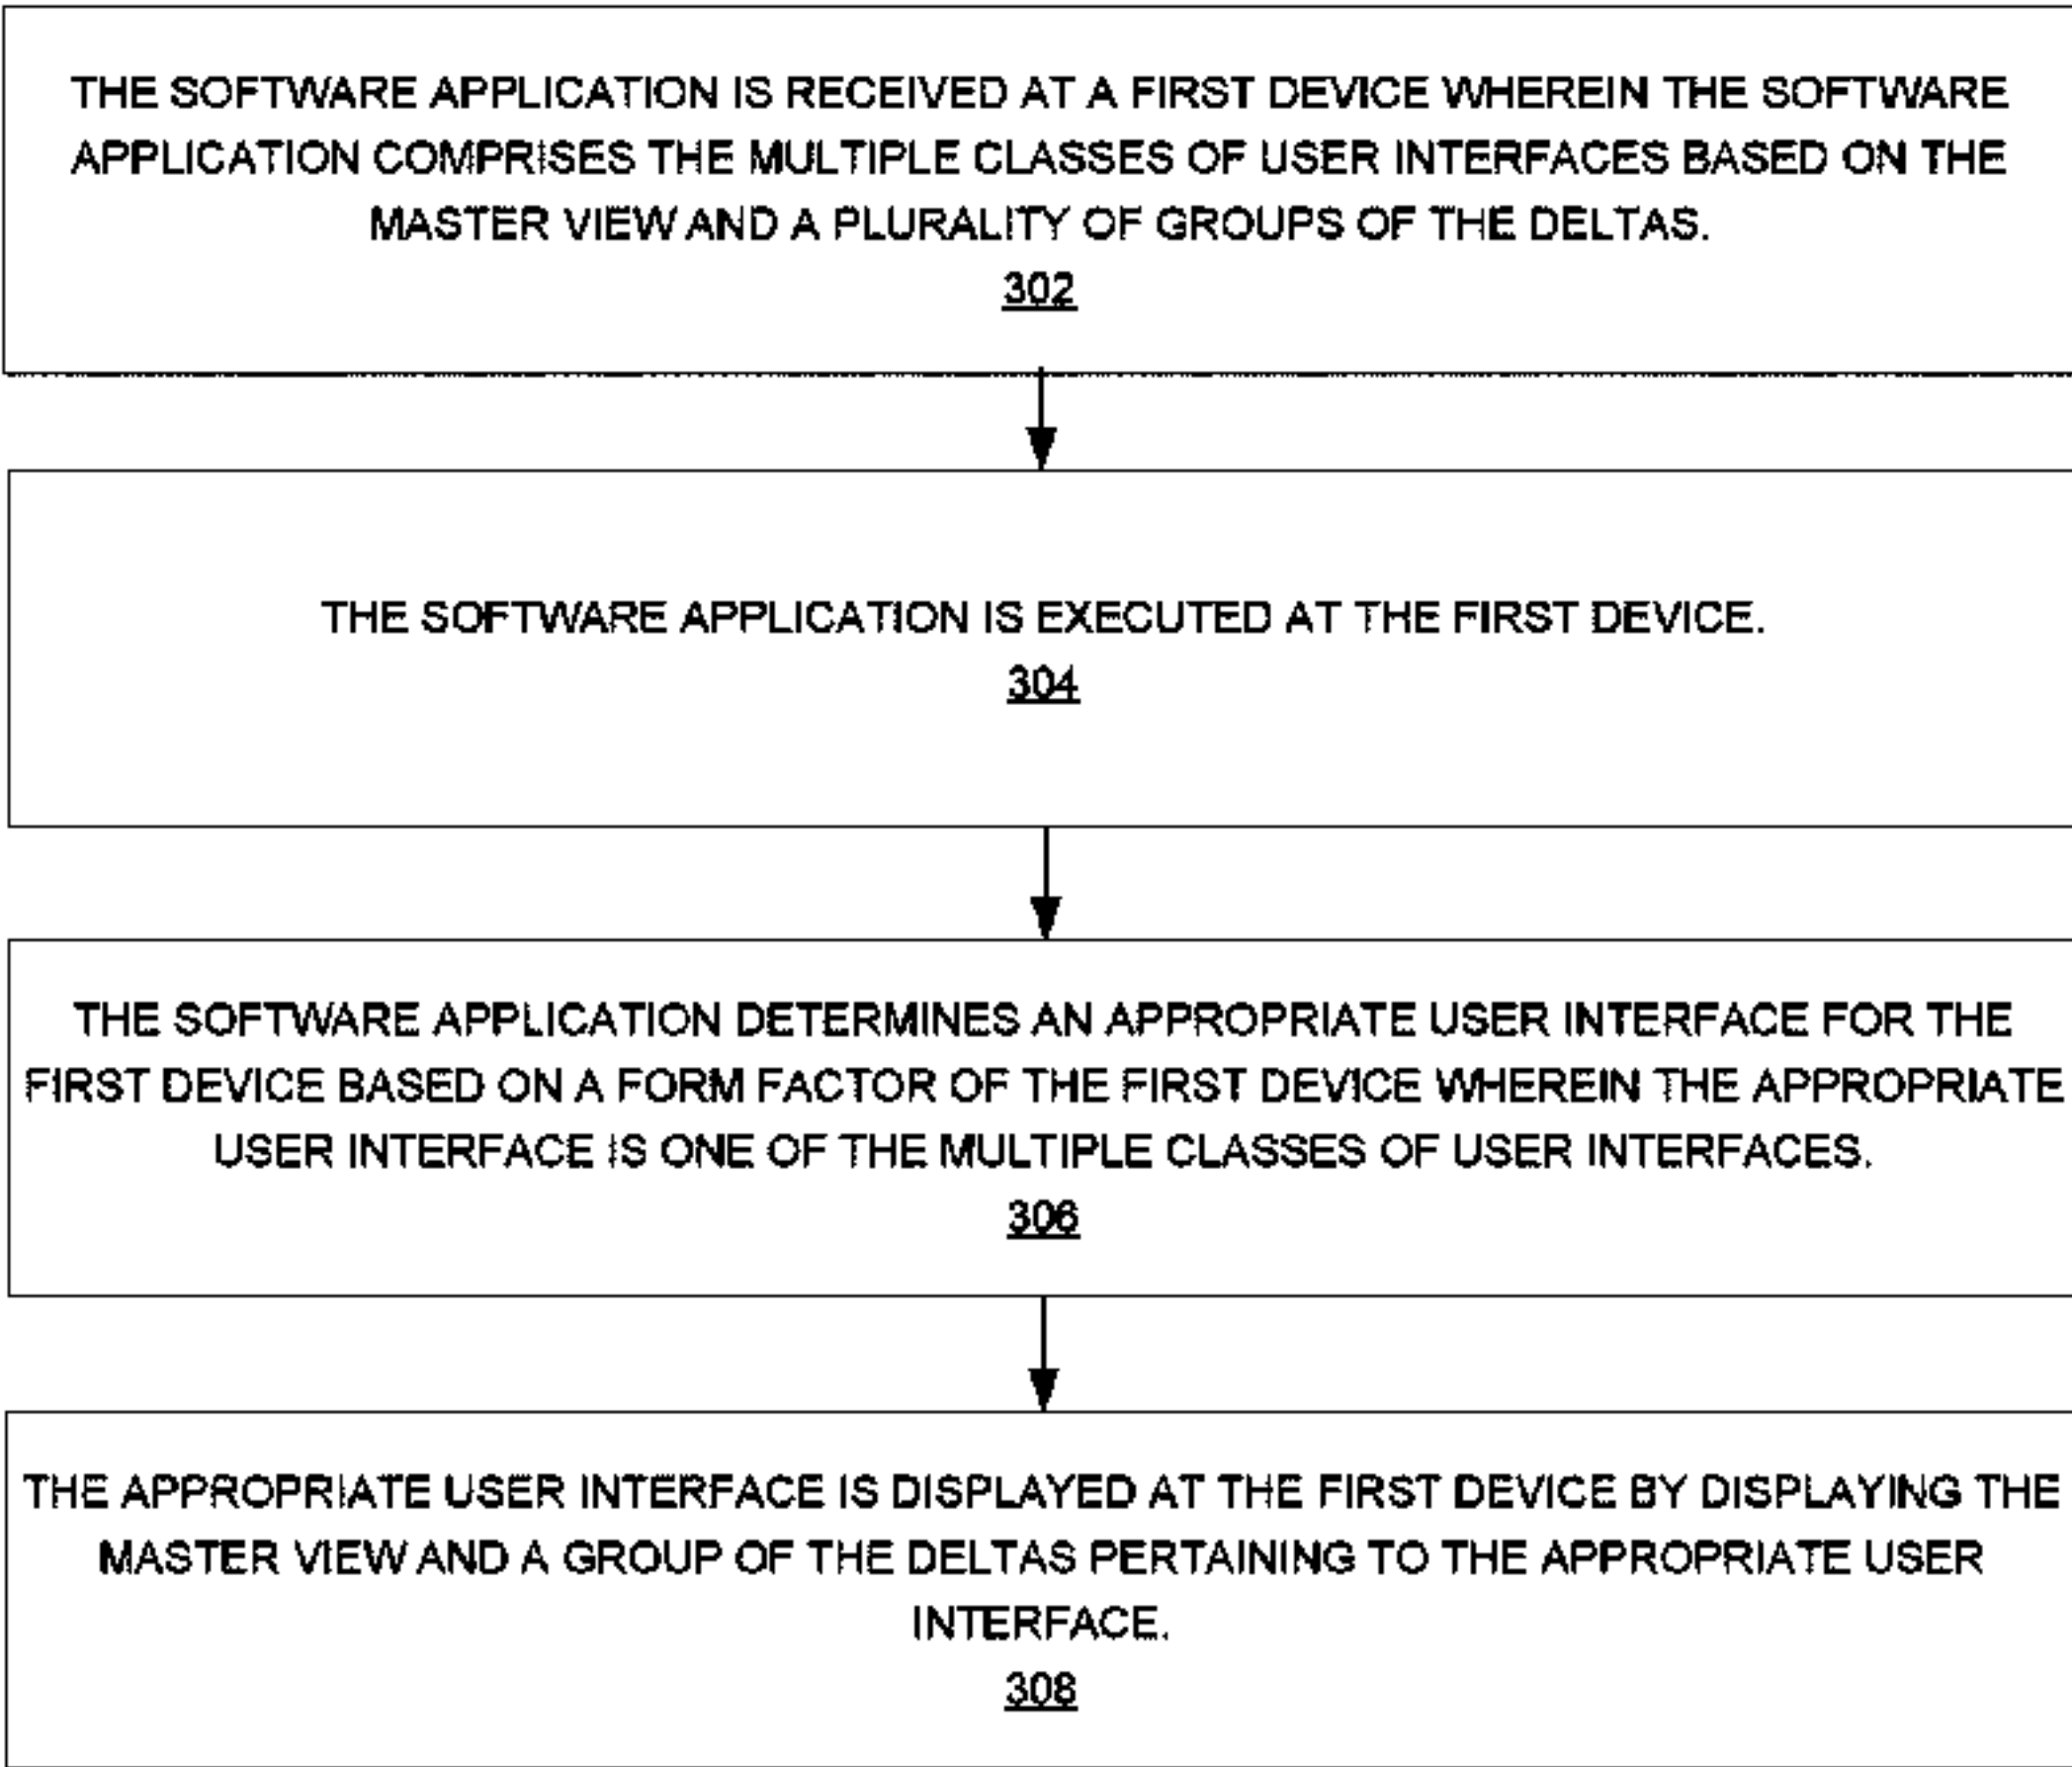 THE SOFTWARE APPLICATION IS RECEIVED AT A FIRST DEVICE WHEREIN THE SOFTWARE
APPLICATION COMPRISES THE MULTIPLE CLASSES OF USER INTERFACES BASED ON THE
MASTER VIEW AND A PLURALITY OF GROUPS OF THE DELTAS.
302
THE SOFTWARE APPLICATION IS EXECUTED AT THE FIRST DEVICE.
304
THE SOFTWARE APPLICATION DETERMINES AN APPROPRIATE USER INTERFACE FOR THE
FIRST DEVICE BASED ON A FORM FACTOR OF THE FIRST DEVICE WHEREIN THE APPROPRIATE
USER INTERFACE IS ONE OF THE MULTIPLE CLASSES OF USER INTERFACES.
306
THE APPROPRIATE USER INTERFACE IS DISPLAYED AT THE FIRST DEVICE BY DISPLAYING THE
MASTER VIEW AND A GROUP OF THE DELTAS PERTAINING TO THE APPROPRIATE USER
INTERFACE.
308